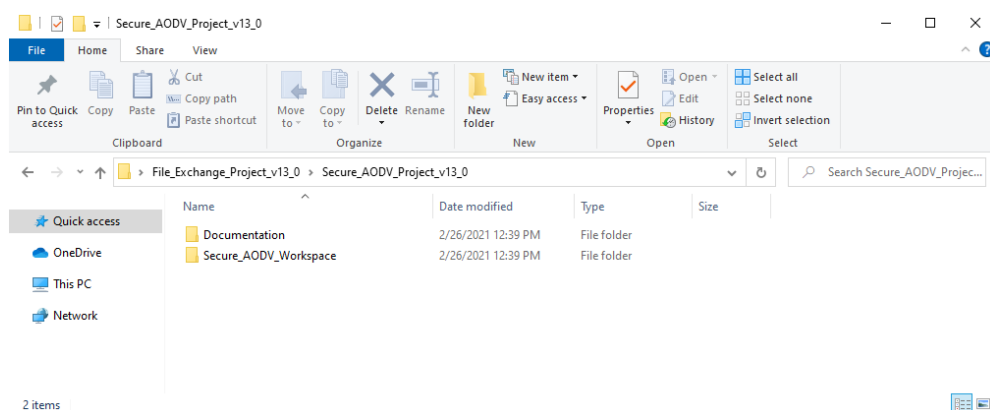 Secure_AODV_Project_v13_0
File Home Share View
Pin to Quick access
Copy
Paste
Cut
Copy path
Paste shortcut
Clipboard
Move to
Copy to
Delete
Rename
Organize
New folder
New item
Easy access
New
Properties
Open
Edit
History
Open
Select all
Select none
Invert selection
Select
File_Exchange_Project_v13_0 > Secure_AODV_Project_v13_0
Search Secure_AODV_Projec...
Quick access
OneDrive
This PC
Network
Name Date modified Type Size
Documentation 2/26/2021 12:39 PM File folder
Secure_AODV_Workspace 2/26/2021 12:39 PM File folder
2 items